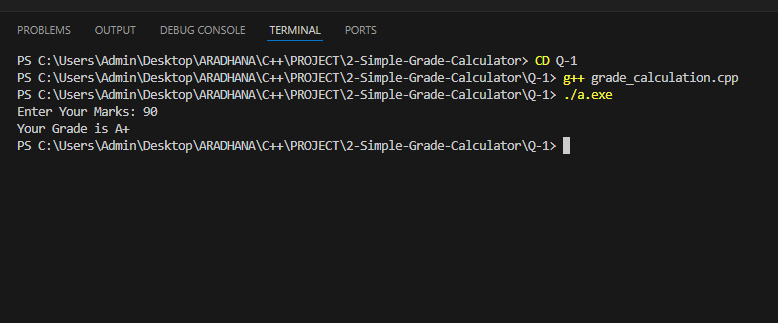 PROBLEMS OUTPUT DEBUG CONSOLE TERMINAL PORTS
PS C:\Users\Admin\Desktop\ARADHANA\C++\PROJECT\2-Simple-Grade-Calculator> CD Q-1
PS C:\Users\Admin\Desktop\ARADHANA\C++\PROJECT\2-Simple-Grade-Calculator\Q-1> g++ grade_calculation.cpp
PS C:\Users\Admin\Desktop\ARADHANA\C++\PROJECT\2-Simple-Grade-Calculator\Q-1> ./a.exe
Enter Your Marks: 90
Your Grade is A+
PS C:\Users\Admin\Desktop\ARADHANA\C++\PROJECT\2-Simple-Grade-Calculator\Q-1>